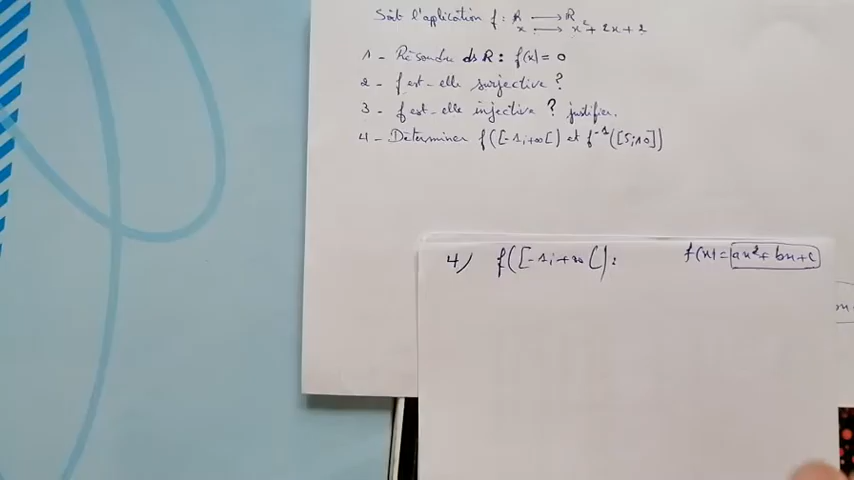 Soit l'application f : R ⟶ R
x ⟶ x² + 2x + 2
1 - Résoudre ds R : f(x) = 0
2 - f est-elle surjective ?
3 - f est-elle injective ? justifier.
4 - Déterminer f([-1;+∞[) et f⁻¹([5;10])
4) f([-1;+∞[) : f(x) = ax² + bx + c